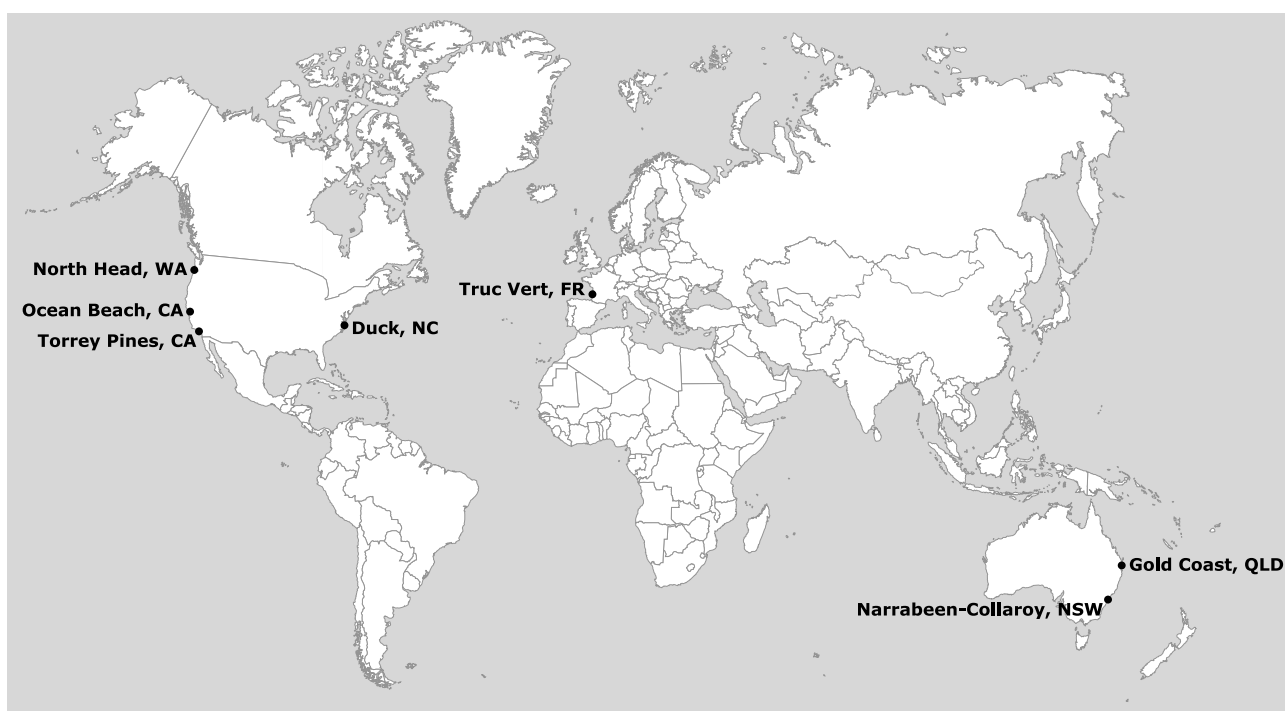 North Head, WA
Truc Vert, FR
Ocean Beach, CA
Duck, NC
Torrey Pines, CA
Gold Coast, QLD
Narrabeen-Collaroy, NSW